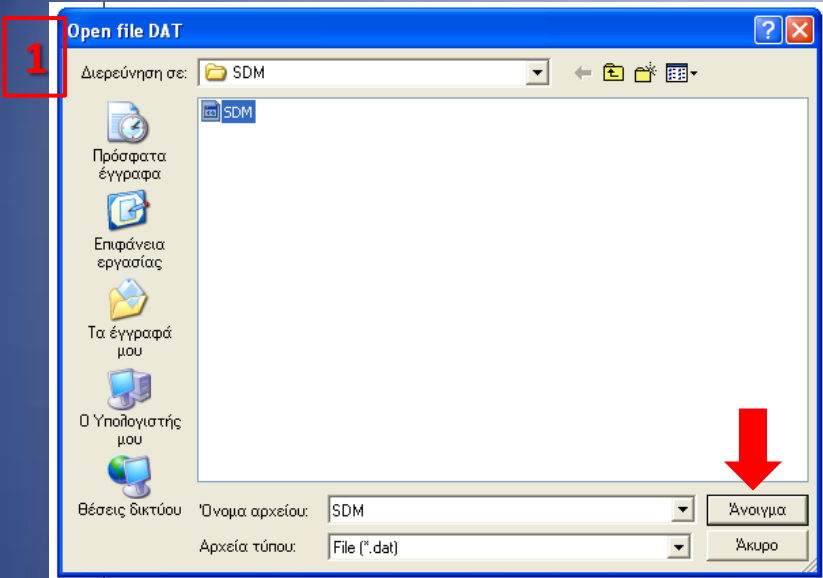 1
Open file DAT
Διερεύνηση σε:
SDM
SDM
Πρόσφατα
έγγραφα
Επιφάνεια
εργασίας
Τα έγγραφά
μου
Ο Υπολογιστής
μου
Θέσεις δικτύου
Όνομα αρχείου:
SDM
Άνοιγμα
Αρχεία τύπου:
File (*.dat)
Άκυρο